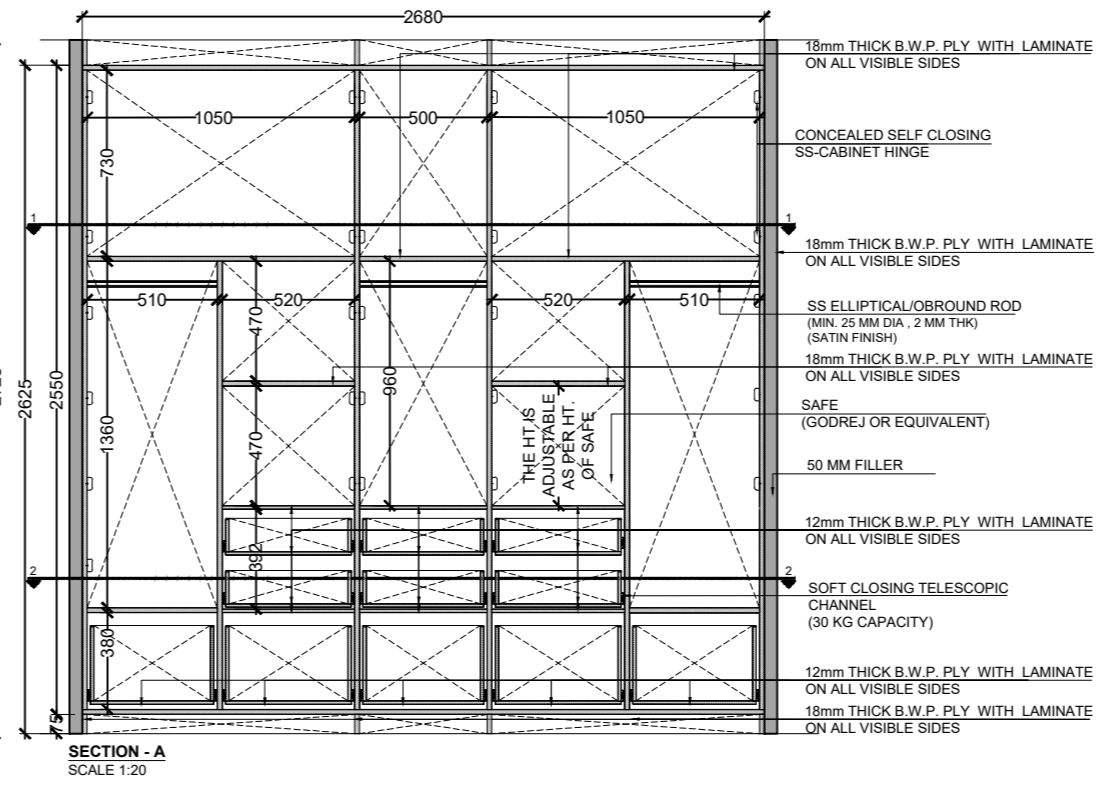 2680
18mm THICK B.W.P. PLY WITH LAMINATE
ON ALL VISIBLE SIDES
1050
500
1050
CONCEALED SELF CLOSING
SS-CABINET HINGE
730
1
1
18mm THICK B.W.P. PLY WITH LAMINATE
ON ALL VISIBLE SIDES
510
520
520
510
SS ELLIPTICAL/OBROUND ROD
(MIN. 25 MM DIA , 2 MM THK)
(SATIN FINISH)
470
18mm THICK B.W.P. PLY WITH LAMINATE
ON ALL VISIBLE SIDES
2625
2550
960
1360
470
THE HT.IS
ADJUSTABLE
AS PER HT.
OF SAFE
SAFE
(GODREJ OR EQUIVALENT)
50 MM FILLER
12mm THICK B.W.P. PLY WITH LAMINATE
ON ALL VISIBLE SIDES
392
2
2
SOFT CLOSING TELESCOPIC
CHANNEL
(30 KG CAPACITY)
380
12mm THICK B.W.P. PLY WITH LAMINATE
ON ALL VISIBLE SIDES
18mm THICK B.W.P. PLY WITH LAMINATE
ON ALL VISIBLE SIDES
75
SECTION - A
SCALE 1:20